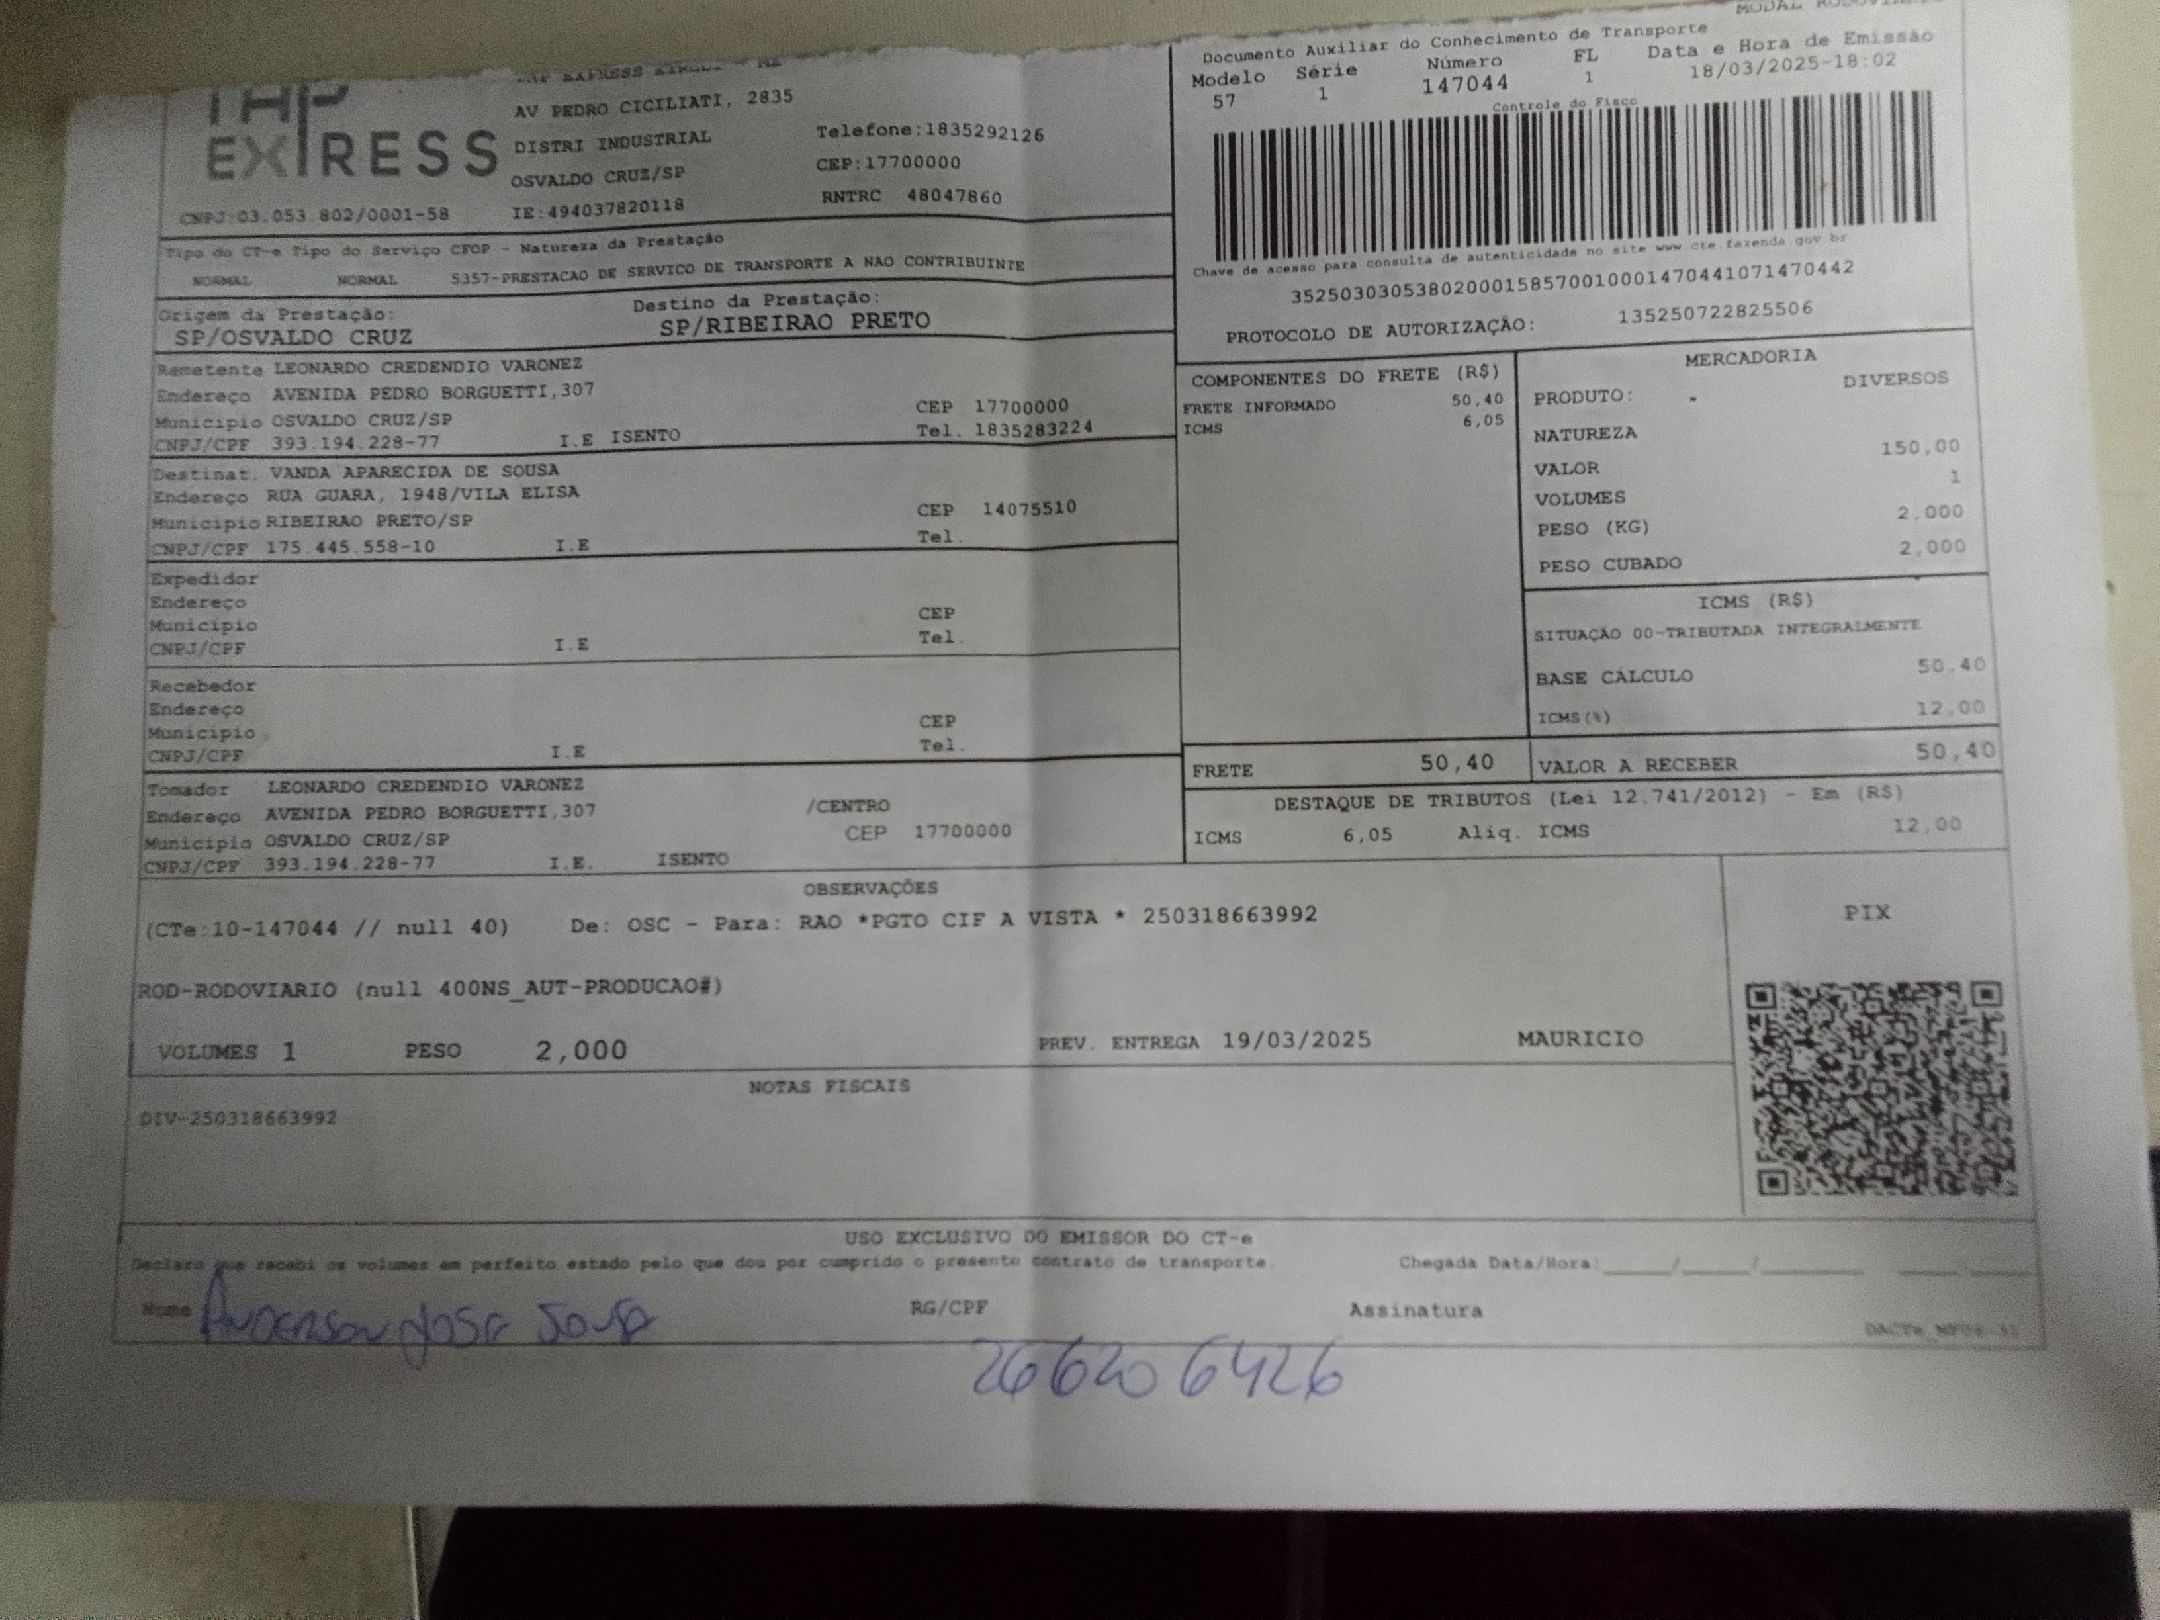 MODAL RODOVIÁRIO
THP
EXPRESS
AV PEDRO CICILIATI, 2835
DISTRI INDUSTRIAL
Telefone:1835292126
OSVALDO CRUZ/SP
CEP:17700000
CNPJ:03.053.802/0001-58
IE:494037820118
RNTRC 48047860
Documento Auxiliar do Conhecimento de Transporte
Modelo Série Número FL Data e Hora de Emissão
57 1 147044 1 18/03/2025-18:02
Controle do Fisco
Chave de acesso para consulta de autenticidade no site www.cte.fazenda.gov.br
35250303053802000158570010001470441071470442
PROTOCOLO DE AUTORIZAÇÃO: 135250722825506
Tipo do CT-e Tipo do Serviço CFOP - Natureza da Prestação
NORMAL NORMAL 5357-PRESTACAO DE SERVICO DE TRANSPORTE A NAO CONTRIBUINTE
Origem da Prestação: Destino da Prestação:
SP/OSVALDO CRUZ SP/RIBEIRAO PRETO
Remetente LEONARDO CREDENDIO VARONEZ
Endereço AVENIDA PEDRO BORGUETTI,307
Município OSVALDO CRUZ/SP CEP 17700000
CNPJ/CPF 393.194.228-77 I.E ISENTO Tel. 1835283224
Destinat. VANDA APARECIDA DE SOUSA
Endereço RUA GUARA, 1948/VILA ELISA
Município RIBEIRAO PRETO/SP CEP 14075510
CNPJ/CPF 175.445.558-10 I.E Tel.
Expedidor
Endereço
Município CEP
CNPJ/CPF I.E Tel.
Recebedor
Endereço
Município CEP
CNPJ/CPF I.E Tel.
Tomador LEONARDO CREDENDIO VARONEZ
Endereço AVENIDA PEDRO BORGUETTI,307 /CENTRO
Município OSVALDO CRUZ/SP CEP 17700000
CNPJ/CPF 393.194.228-77 I.E. ISENTO
COMPONENTES DO FRETE (R$)
FRETE INFORMADO 50,40
ICMS 6,05
MERCADORIA
PRODUTO: - DIVERSOS
NATUREZA
VALOR 150,00
VOLUMES 1
PESO (KG) 2,000
PESO CUBADO 2,000
ICMS (R$)
SITUAÇÃO 00-TRIBUTADA INTEGRALMENTE
BASE CÁLCULO 50,40
ICMS(%) 12,00
FRETE 50,40 VALOR A RECEBER 50,40
DESTAQUE DE TRIBUTOS (Lei 12.741/2012) - Em (R$)
ICMS 6,05 Aliq. ICMS 12,00
OBSERVAÇÕES
(CTe:10-147044 // null 40) De: OSC - Para: RAO *PGTO CIF A VISTA * 250318663992
ROD-RODOVIARIO (null 400NS_AUT-PRODUCAO#)
VOLUMES 1 PESO 2,000 PREV. ENTREGA 19/03/2025 MAURICIO
PIX
NOTAS FISCAIS
DIV-250318663992
USO EXCLUSIVO DO EMISSOR DO CT-e
Declaro que recebi os volumes em perfeito estado pelo que dou por cumprido o presente contrato de transporte. Chegada Data/Hora:____/____/______
Nome Anderson José Sousa RG/CPF Assinatura
266206426